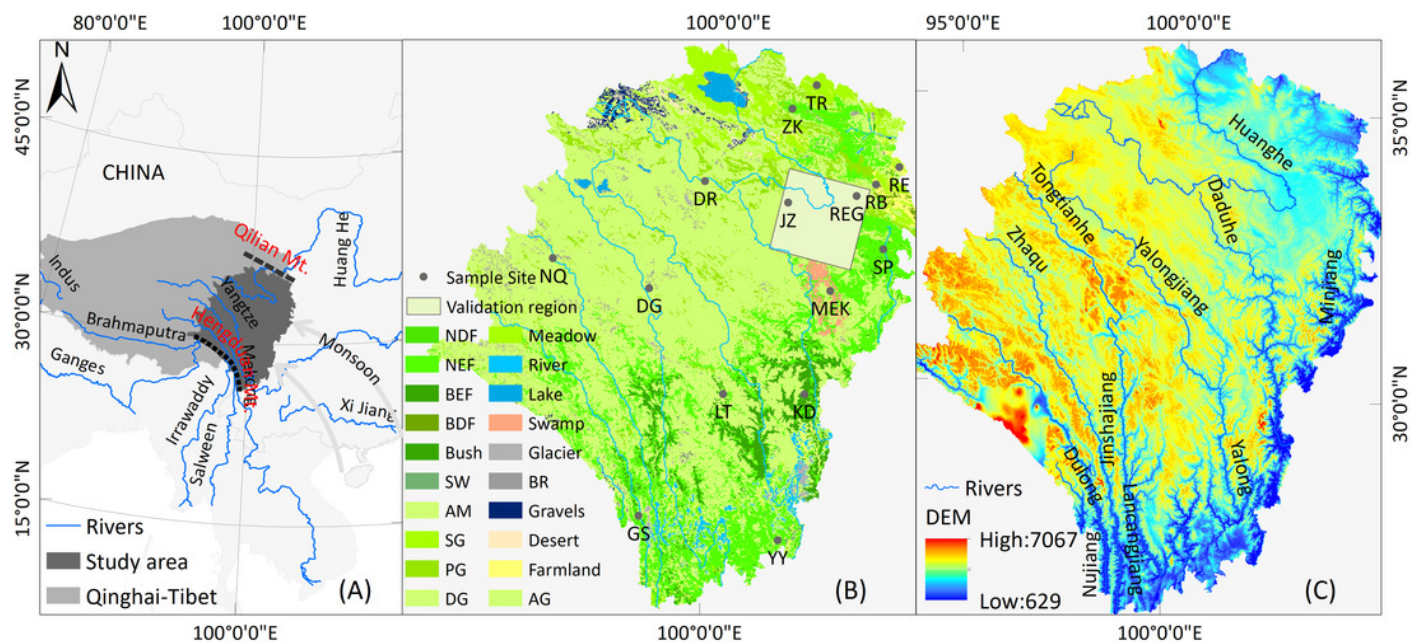 80°0'0"E
100°0'0"E
N
45°0'0"N
30°0'0"N
15°0'0"N
CHINA
Qilian Mt.
Huang He
Indus
Yangtze
Brahmaputra
Ganges
Monsoon
Irrawaddy
Salween
Xi Jiang
Rivers
Study area
Qinghai-Tibet
(A)
100°0'0"E
100°0'0"E
TR
ZK
RE
DR
JZ
REG
RB
SP
NQ
DG
MEK
LT
KD
GS
YY
Sample Site
Validation region
NDF
Meadow
NEF
River
BEF
Lake
BDF
Swamp
Bush
Glacier
SW
BR
AM
Gravels
SG
Desert
PG
Farmland
DG
AG
(B)
100°0'0"E
95°0'0"E
100°0'0"E
35°0'0"N
30°0'0"N
Huanghe
Tongtianhe
Daduhe
Zhaqu
Yalongjiang
Minjiang
Jinshajiang
Dulong
Lancangjiang
Yalong
Nujiang
Rivers
DEM
High:7067
Low:629
(C)
100°0'0"E